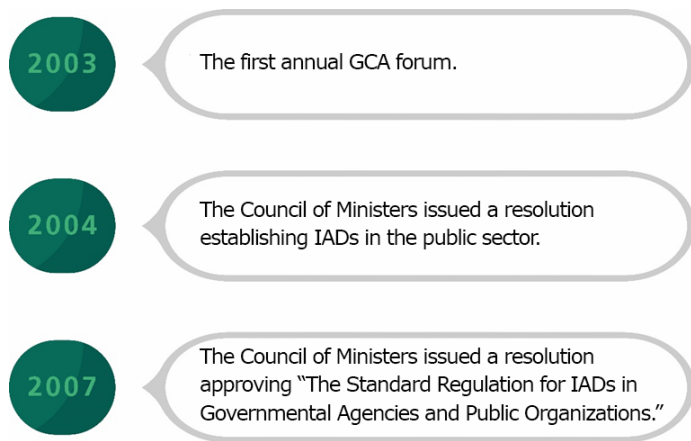 2003
The first annual GCA forum.
2004
The Council of Ministers issued a resolution
establishing IADs in the public sector.
2007
The Council of Ministers issued a resolution
approving “The Standard Regulation for IADs in
Governmental Agencies and Public Organizations.”